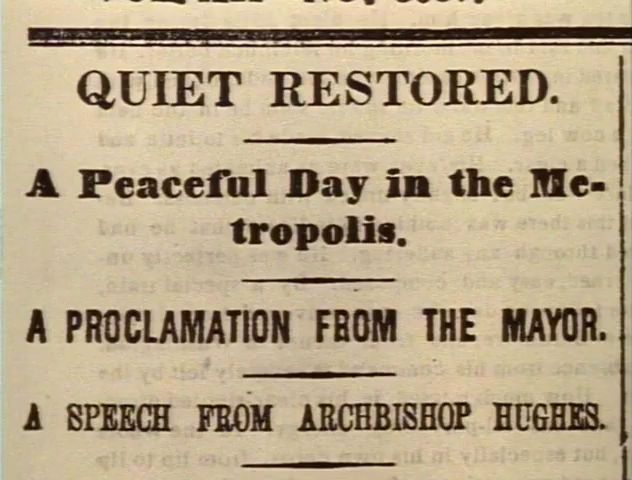 QUIET RESTORED.
A Peaceful Day in the Me-
tropolis.
A PROCLAMATION FROM THE MAYOR.
A SPEECH FROM ARCHBISHOP HUGHES.